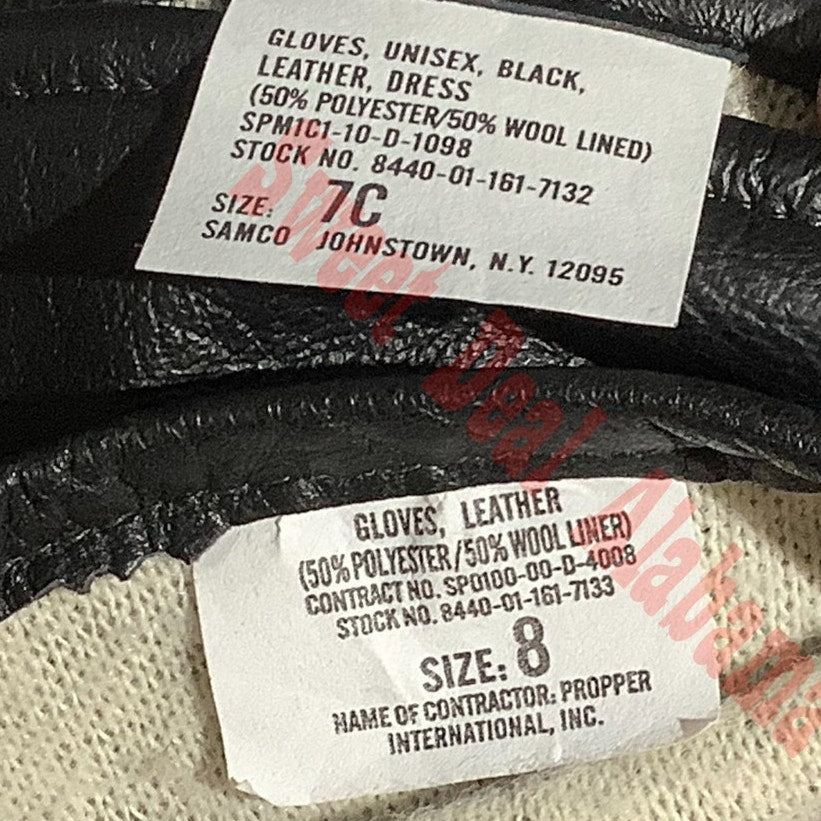 GLOVES, UNISEX, BLACK,
LEATHER, DRESS
(50% POLYESTER/50% WOOL LINED)
SPM1C1-10-D-1098
STOCK NO. 8440-01-161-7132
SIZE: 7C
SAMCO JOHNSTOWN, N.Y. 12095
Sweet Deal Alabama
GLOVES, LEATHER
(50% POLYESTER/50% WOOL LINER)
CONTRACT NO. SP0100-00-D-4008
STOCK NO. 8440-01-161-7133
SIZE: 8
NAME OF CONTRACTOR: PROPPER
INTERNATIONAL, INC.